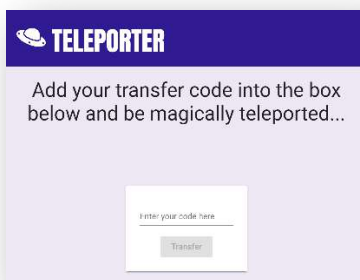 TELEPORTER
Add your transfer code into the box
below and be magically teleported...
Enter your code here
Transfer